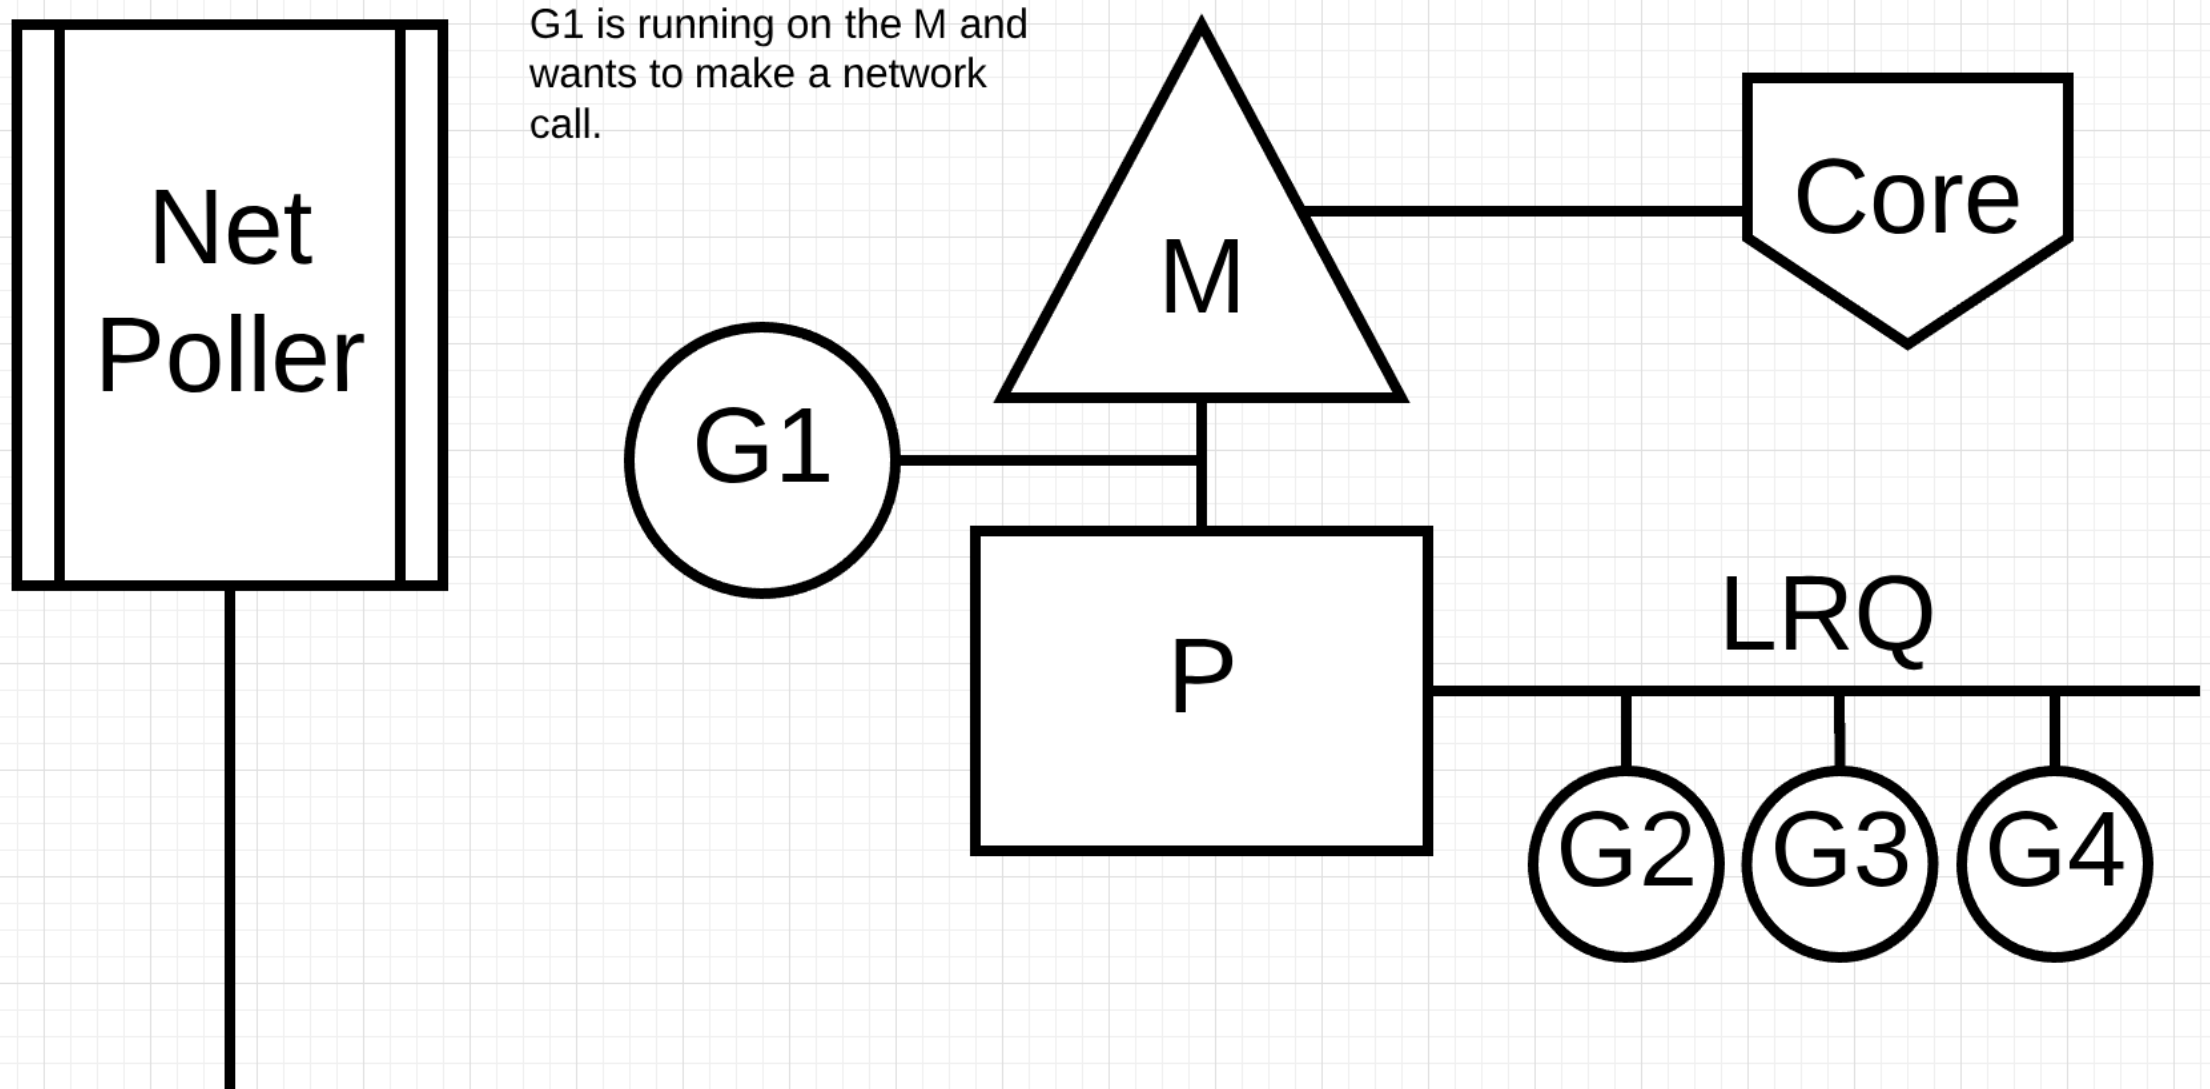 G1 is running on the M and
wants to make a network
call.
Net
Poller
M
Core
G1
P
LRQ
G2
G3
G4